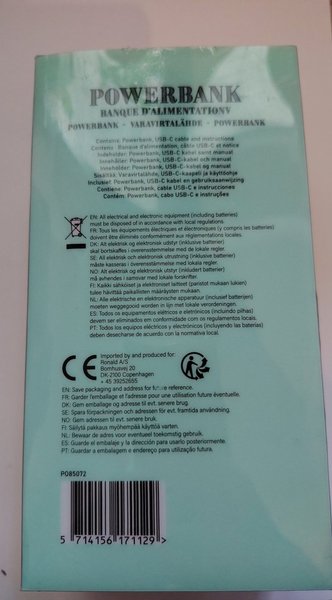 POWERBANK
BANQUE D'ALIMENTATIONV
POWERBANK - VARAVIRTALÄHDE - POWERBANK
Contains: Powerbank, USB-C cable and instructions
Contenu : Banque d'alimentation, câble USB-C et notice
Indeholder: Powerbank, USB-C kabel samt manual
Innehåller: Powerbank, USB-C-kabel och manual
Inneholder: Powerbank, USB-C-kabel og manual
Sisältää: Varavirtalähde, USB-C-kaapeli ja käyttöohje
Inclusief: Powerbank, USB-C kabel en gebruiksaanwijzing
Contiene: Powerbank, cable USB-C e instrucciones
Contém: Powerbank, cabo USB-C e instruções
EN: All electrical and electronic equipment (including batteries)
must be disposed of in accordance with local regulations.
FR: Tous les équipements électriques et électroniques (y compris les batteries)
doivent être éliminés conformément aux réglementations locales.
DK: Alt elektrisk og elektronisk udstyr (inklusive batterier)
skal bortskaffes i overensstemmelse med de lokale regler.
SE: All elektrisk och elektronisk utrustning (inklusive batterier)
måste kasseras i överensstämmelse med lokala regler.
NO: Alt elektrisk og elektronisk utstyr (inkludert batterier)
må avhendes i samsvar med lokale forskrifter.
FI: Kaikki sähköiset ja elektroniset laitteet (paristot mukaan lukien)
tulee hävittää paikallisten määräysten mukaisesti.
NL: Alle elektrische en elektronische apparatuur (inclusief batterijen)
moeten weggegooid worden in lijn met lokale verordeningen.
ES: Todos los equipos eléctricos y electrónicos (incluyendo pilhas)
deve ser eliminados en conformidad com os regulamentos locais.
PT: Todos los equipos eléctricos y electrónicos (incluyendo las baterías)
deben desecharse de acuerdo con la normativa local.
CE
Imported by and produced for:
Ronald A/S
Bornhusvej 20
DK-2100 Copenhagen
+ 45 39252655
EN: Save packaging and address for future reference.
FR: Garder l'emballage et l'adresse pour une utilisation future éventuelle.
DK: Gem emballage og adresse til evt. senere brug.
SE: Spara förpackningen och adressen för ev. framtida användning.
NO: Gem adressen til evt. senere bruk.
FI: Säilytä pakkaus myöhempää käyttöä varten.
NL: Bewaar de adres voor eventueel toekomstig gebruik.
ES: Guarde el embalaje y la dirección para usarlo posteriormente.
PT: Guardar a embalagem e endereço para utilização futura.
PO85072
5 714156 171129 >